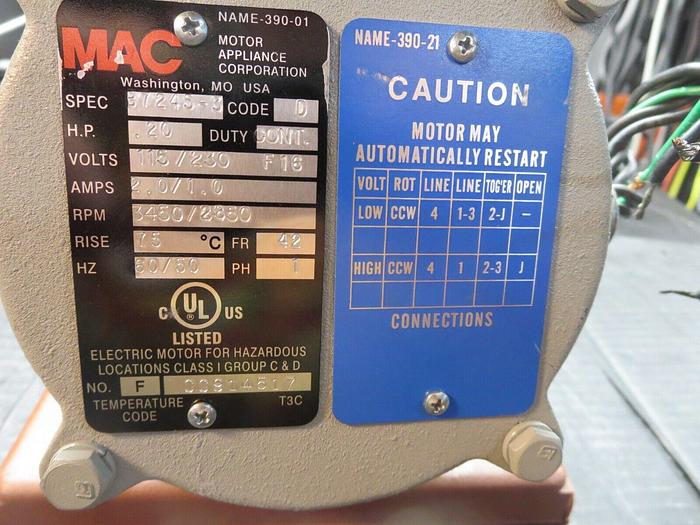 NAME-390-01
MAC
MOTOR
APPLIANCE
CORPORATION
Washington, MO USA
SPEC 37248-3 CODE D
H.P. .20 DUTY CONT.
VOLTS 115/230 F16
AMPS 2.0/1.0
RPM 3450/2850
RISE 75 °C FR 42
HZ 60/50 PH 1
C UL US
LISTED
ELECTRIC MOTOR FOR HAZARDOUS
LOCATIONS CLASS I GROUP C & D
NO. F CC914517
TEMPERATURE T3C
CODE
NAME-390-21
CAUTION
MOTOR MAY
AUTOMATICALLY RESTART
VOLT ROT LINE LINE TOG'ER OPEN
LOW CCW 4 1-3 2-J –
HIGH CCW 4 1 2-3 J
CONNECTIONS